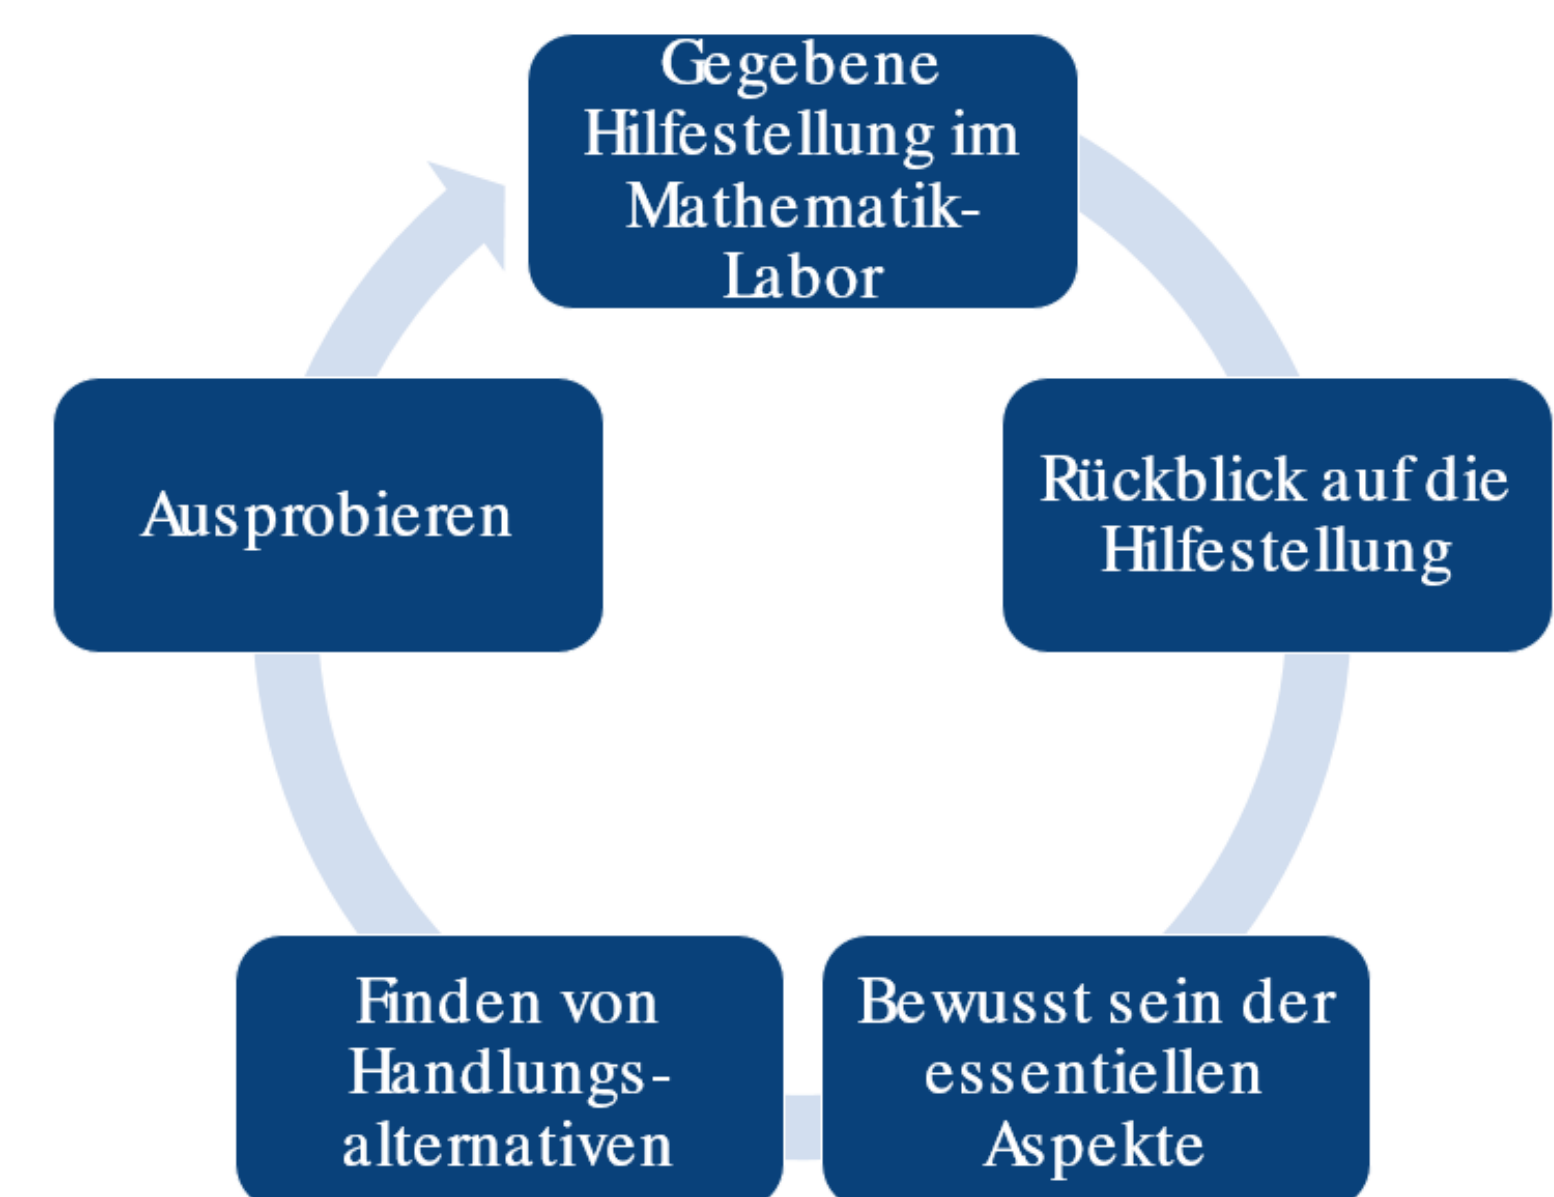 Gegebene
Hilfestellung im
Mathematik-
Labor
Rückblick auf die
Hilfestellung
Bewusst sein der
essentiellen
Aspekte
Finden von
Handlungs-
alternativen
Ausprobieren